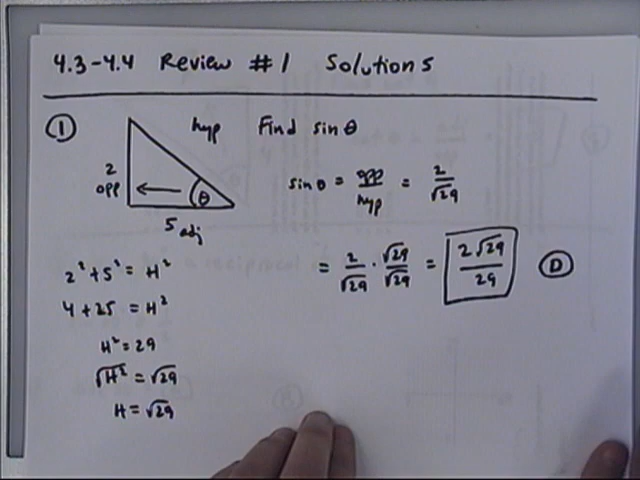 4.3-4.4 Review #1 Solutions
① hyp Find sin θ
2
opp
θ
5 adj
sin θ = opp/hyp = 2/√29
= 2/√29 · √29/√29 = 2√29/29 Ⓓ
2² + 5² = H²
4 + 25 = H²
H² = 29
√H² = √29
H = √29